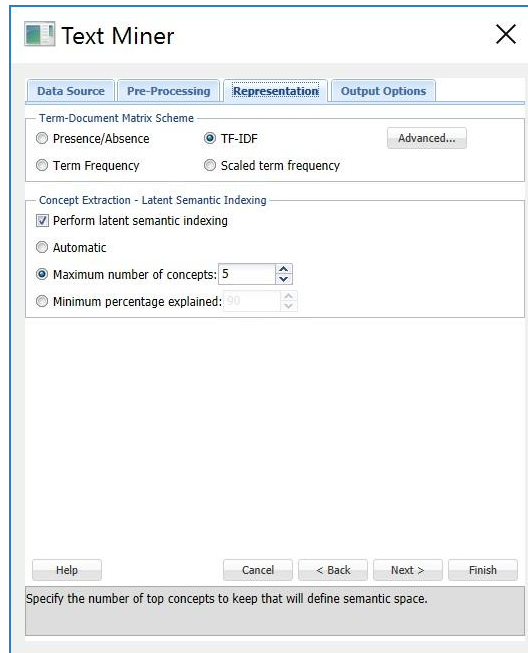 Text Miner
Data Source Pre-Processing Representation Output Options
Term-Document Matrix Scheme
Presence/Absence TF-IDF Advanced...
Term Frequency Scaled term frequency
Concept Extraction - Latent Semantic Indexing
Perform latent semantic indexing
Automatic
Maximum number of concepts: 5
Minimum percentage explained: 90
Help Cancel < Back Next > Finish
Specify the number of top concepts to keep that will define semantic space.